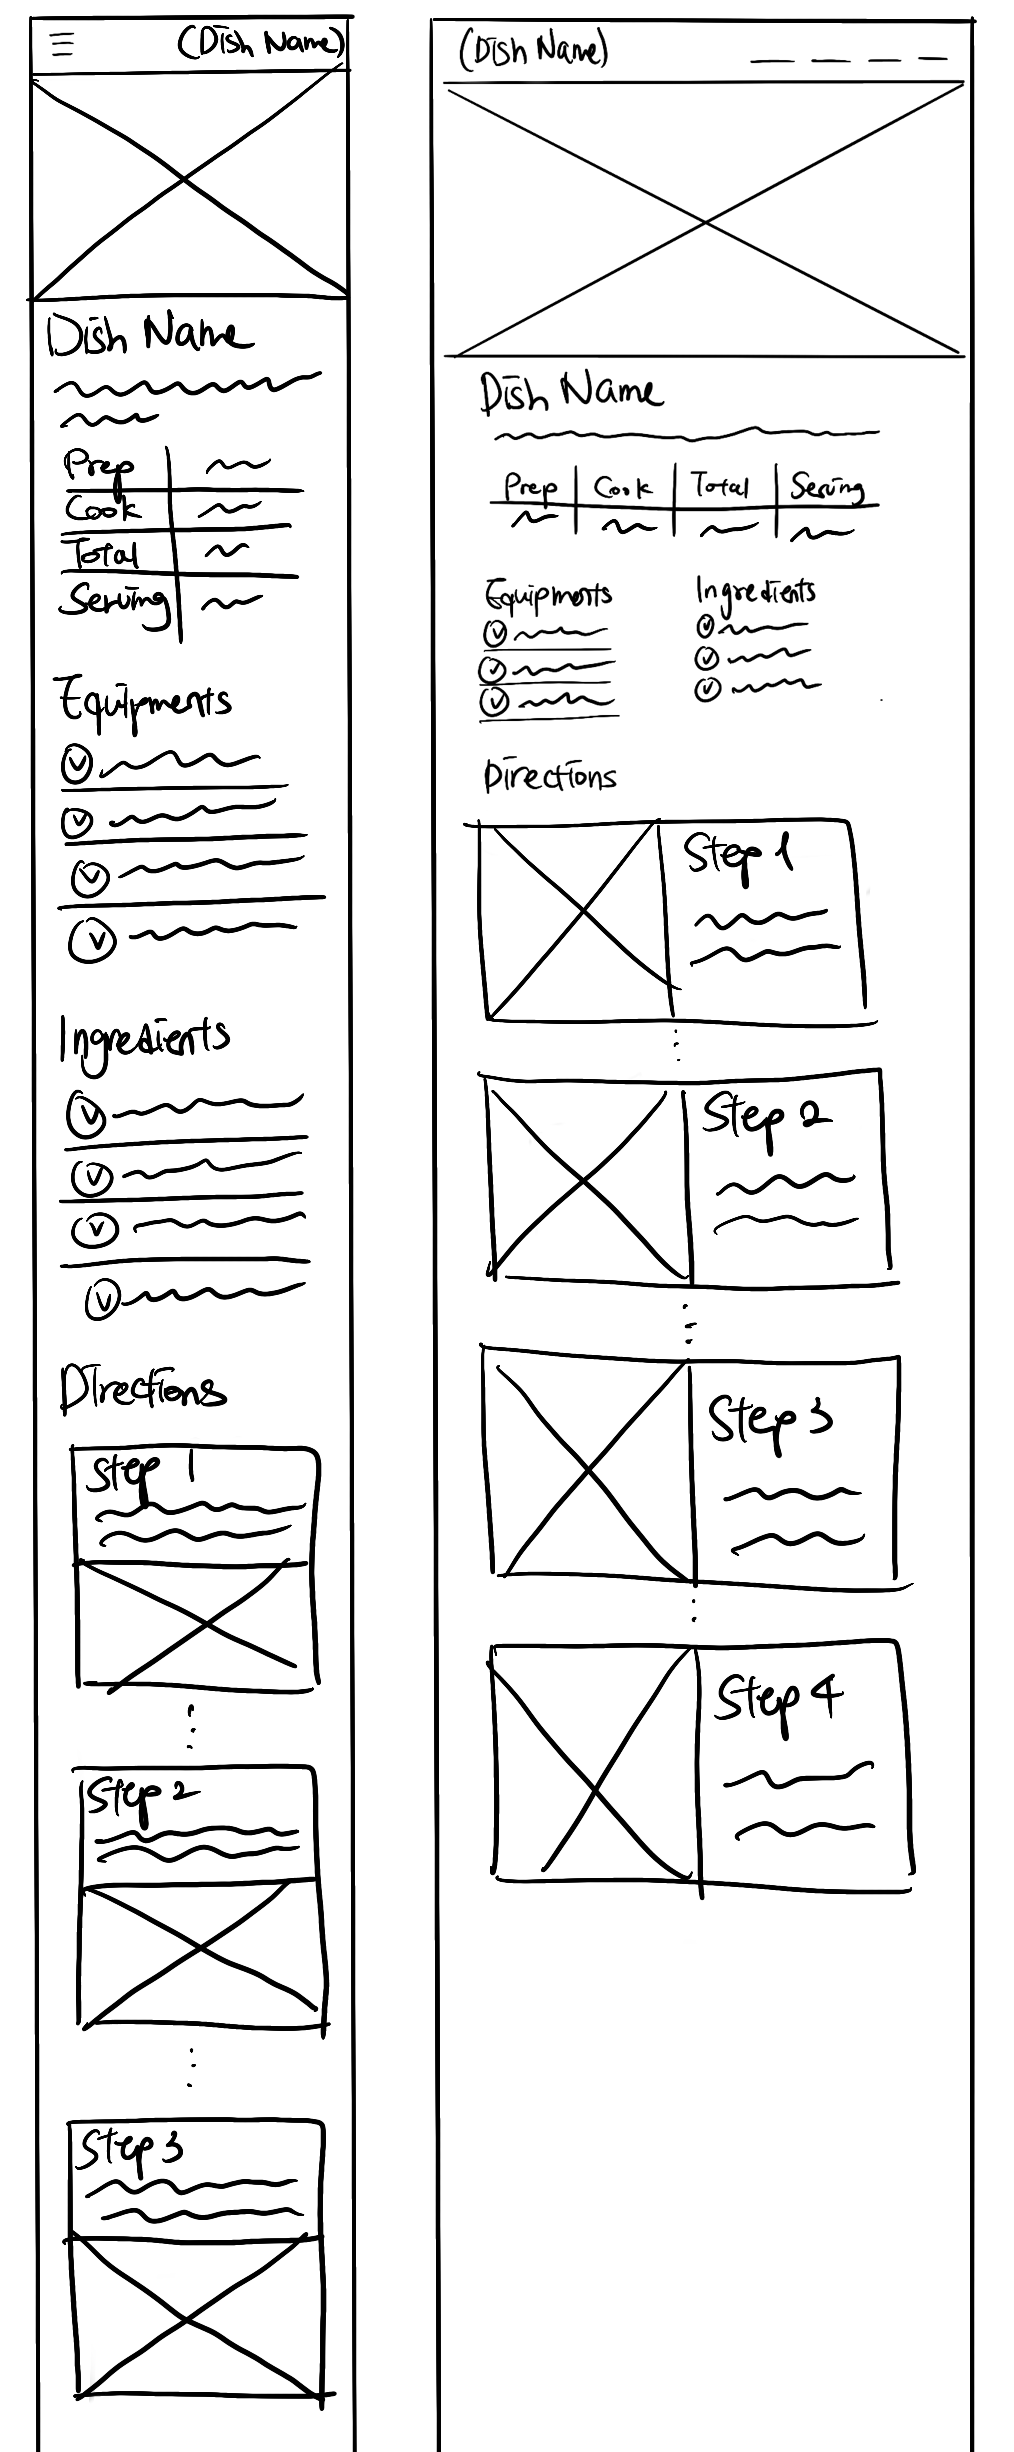 (Dish Name)
Dish Name
Prep
Cook
Total
Serving
Equipments
Ingredients
Directions
Step 1
Step 2
Step 3
(Dish Name)
Dish Name
Prep Cook Total Serving
Equipments
Ingredients
Directions
Step 1
Step 2
Step 3
Step 4